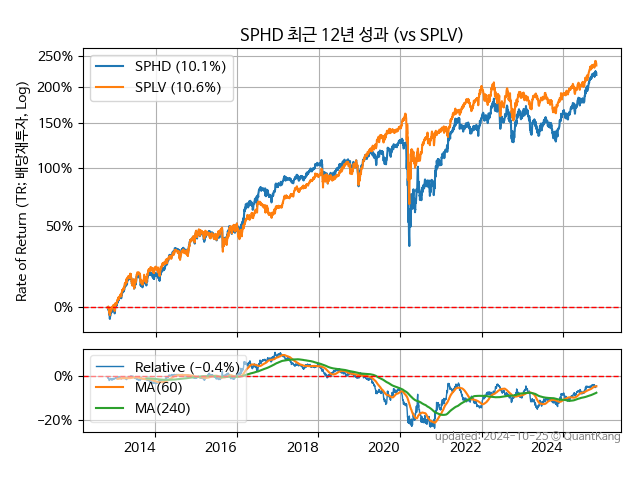 SPHD 최근 12년 성과 (vs SPLV)
Rate of Return (TR; 배당재투자, Log)
250%
200%
150%
100%
50%
0%
SPHD (10.1%)
SPLV (10.6%)
0%
−20%
Relative (−0.4%)
MA(60)
MA(240)
2014
2016
2018
2020
2022
2024
updated: 2024-10-25 © QuantKang